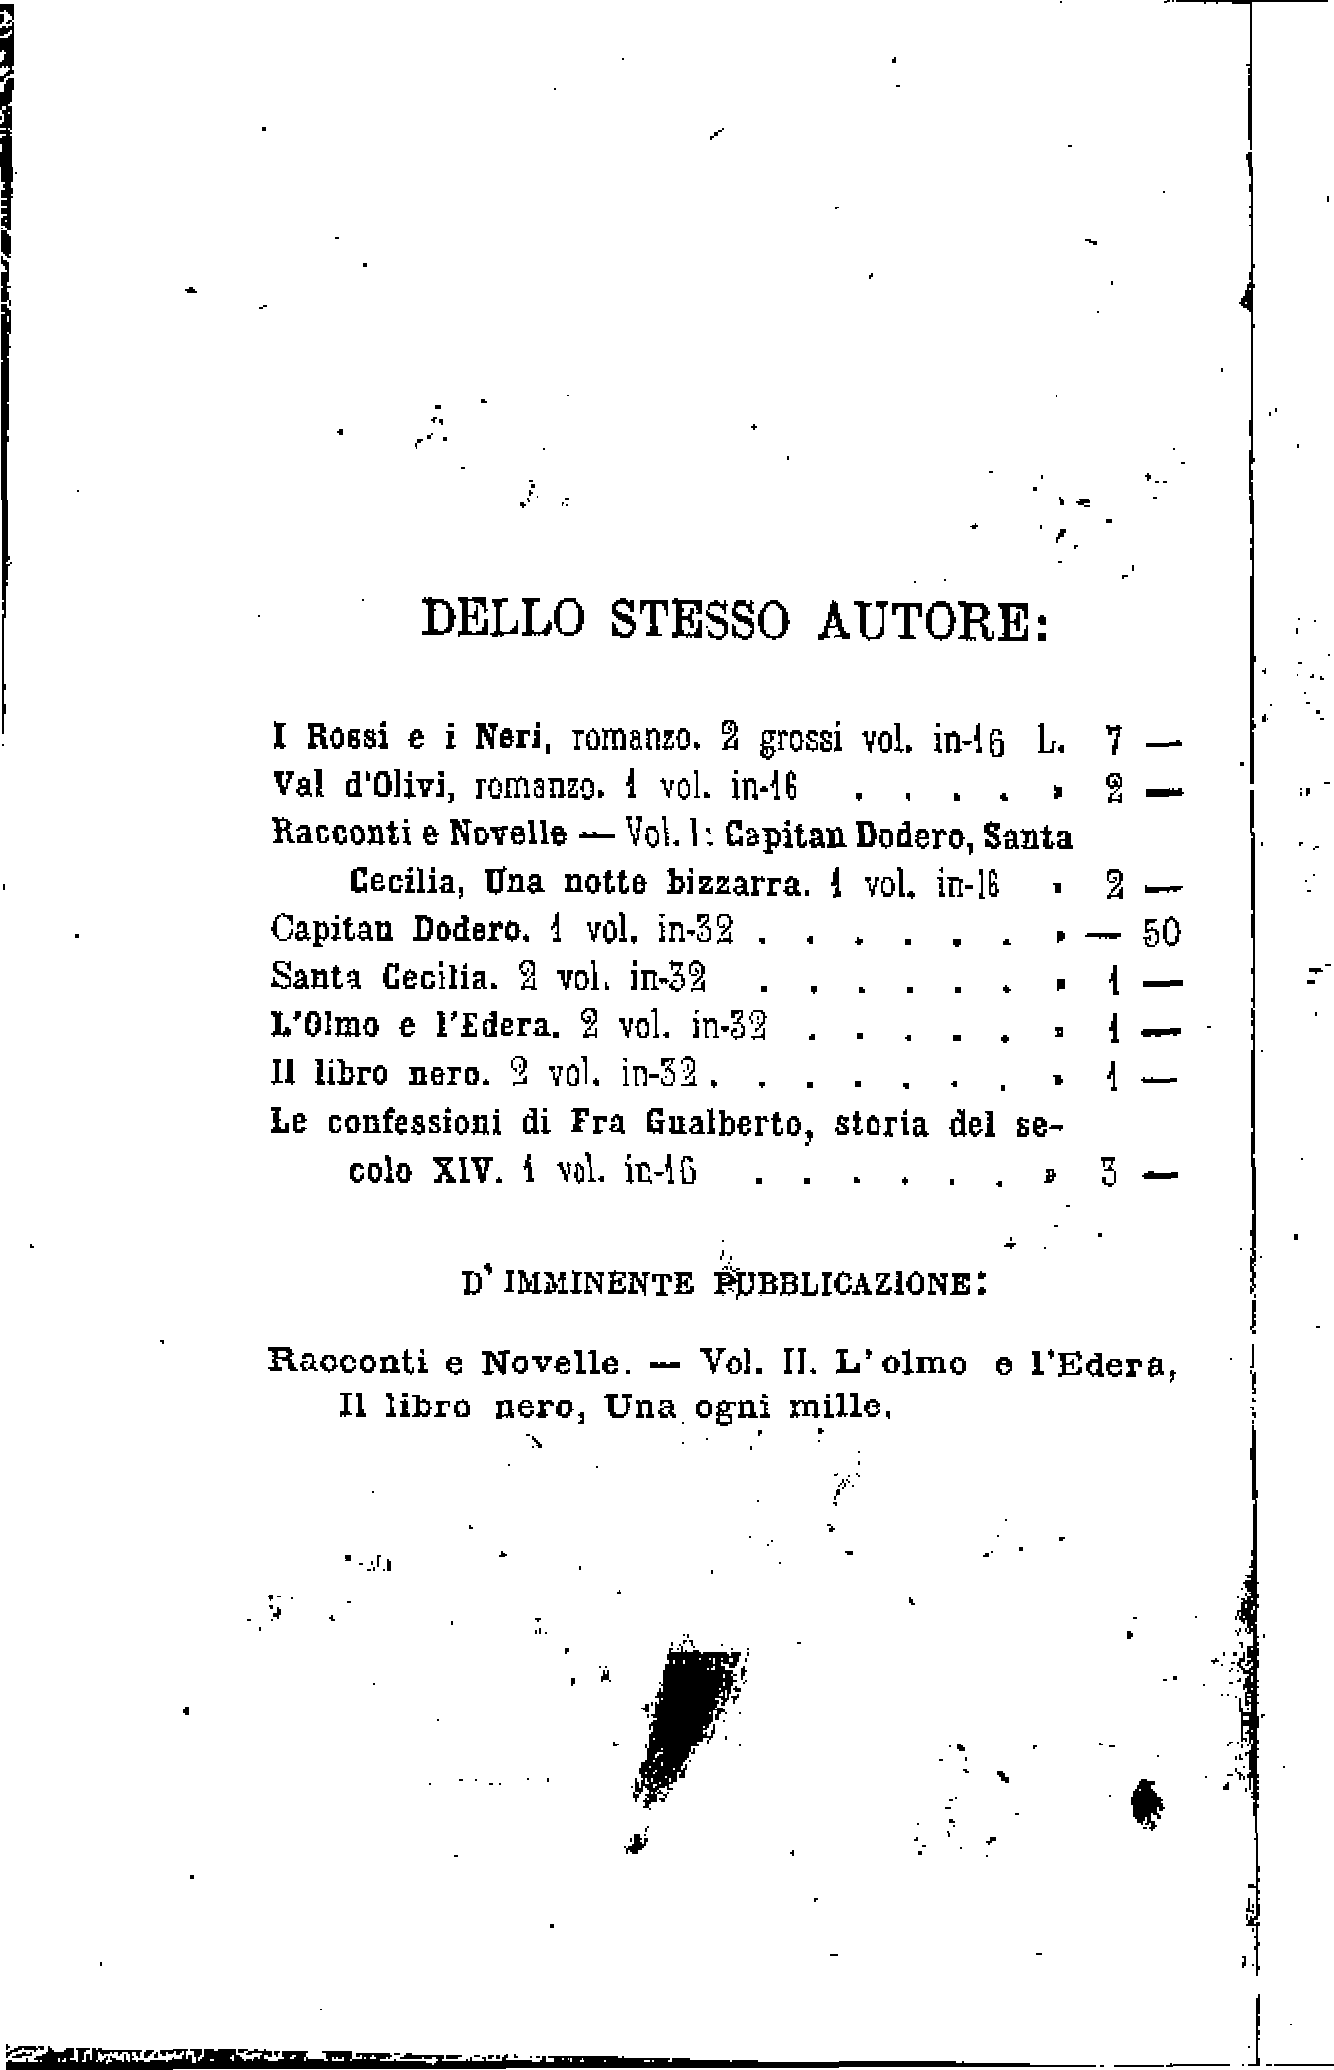 DELLO STESSO AUTORE:
I Rossi e i Neri, romanzo. 2 grossi vol. in-16 L. 7 —
Val d'Olivi, romanzo. 1 vol. in-16 . . . . » 2 —
Racconti e Novelle — Vol. I: Capitan Dodero, Santa
Cecilia, Una notte bizzarra. 1 vol. in-16 » 2 —
Capitan Dodero. 1 vol. in-32 . . . . . . » — 50
Santa Cecilia. 2 vol. in-32 . . . . . . » 1 —
L'Olmo e l'Edera. 2 vol. in-32 . . . . . » 1 —
Il libro nero. 2 vol. in-32 . . . . . . . » 1 —
Le confessioni di Fra Gualberto, storia del se-
colo XIV. 1 vol. in-16 . . . . . . » 3 —
D' IMMINENTE PUBBLICAZIONE:
Racconti e Novelle. — Vol. II. L'olmo e l'Edera,
Il libro nero, Una ogni mille.